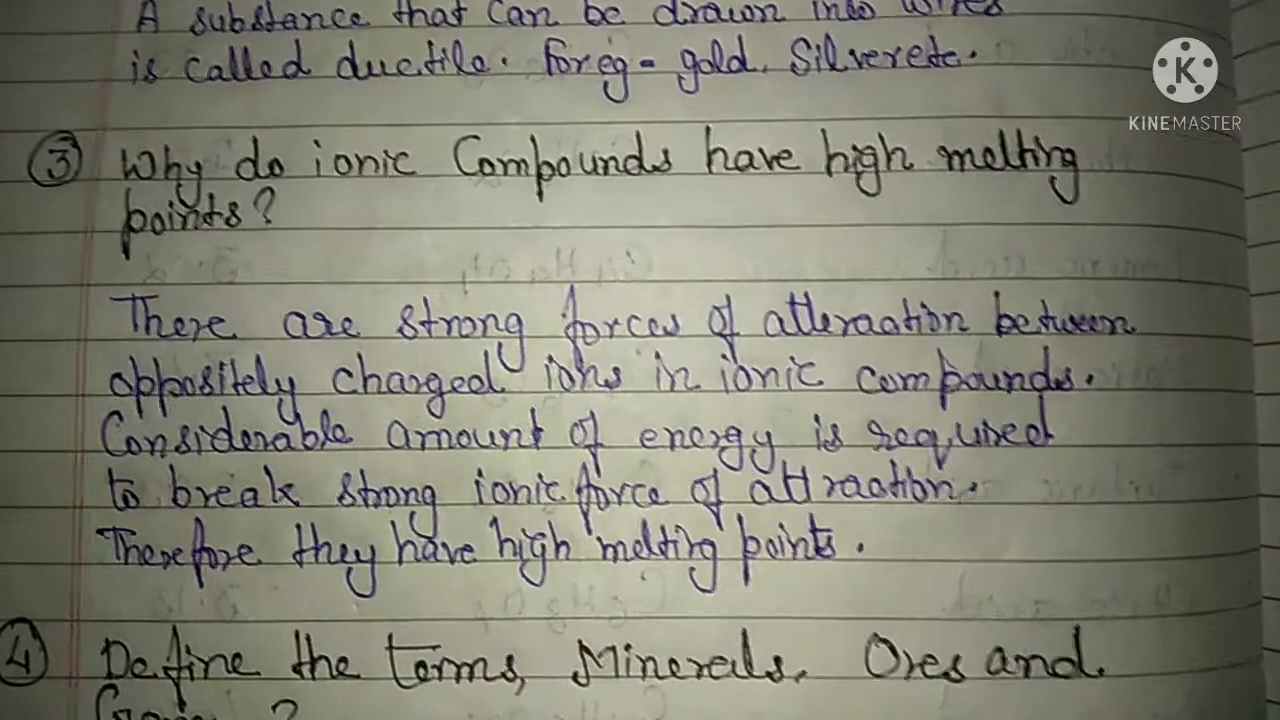 A substance that can be drawn into wires
is called ductile. For eg - gold, Silver etc.
KINEMASTER
③ Why do ionic Compounds have high melting
points?
There are strong forces of atteraction between
oppositely charged ions in ionic compounds.
Considerable amount of energy is required
to break strong ionic force of attraction.
Therefore they have high melting points.
④ Define the terms, Minerals, Ores and